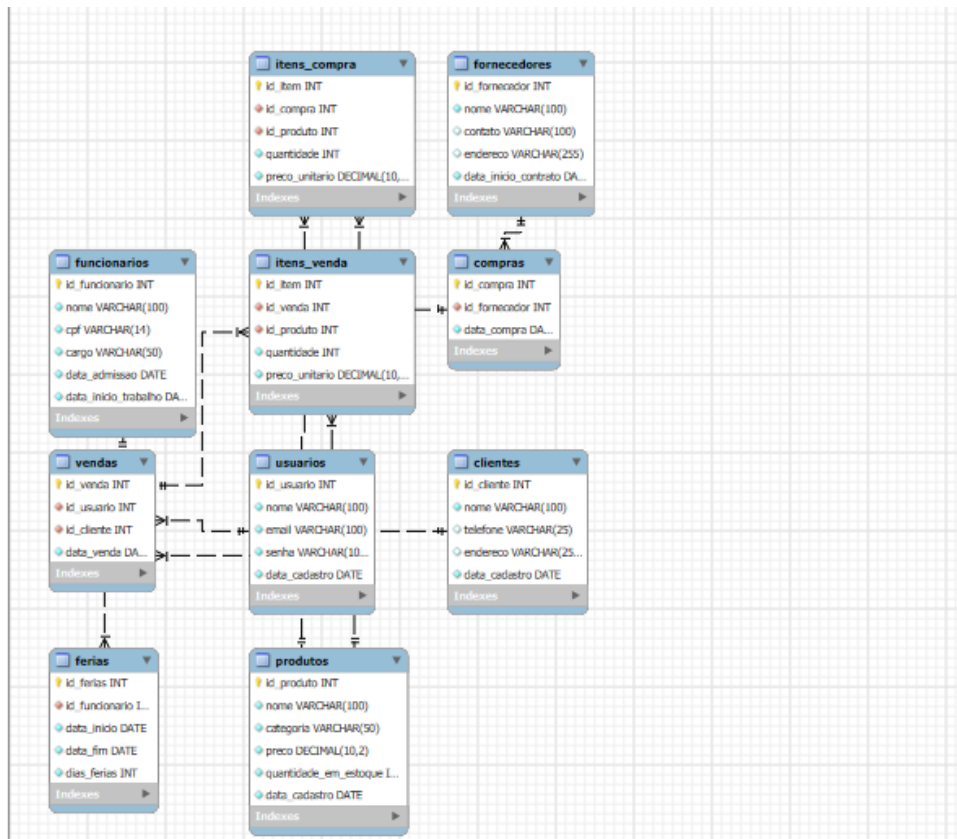 itens_compra
id_item INT
id_compra INT
id_produto INT
quantidade INT
preco_unitario DECIMAL(10,...
Indexes
fornecedores
id_fornecedor INT
nome VARCHAR(100)
contato VARCHAR(100)
endereco VARCHAR(255)
data_inicio_contrato DA...
Indexes
funcionarios
id_funcionario INT
nome VARCHAR(100)
cpf VARCHAR(14)
cargo VARCHAR(50)
data_admissao DATE
data_inicio_trabalho DA...
Indexes
itens_venda
id_item INT
id_venda INT
id_produto INT
quantidade INT
preco_unitario DECIMAL(10,...
Indexes
compras
id_compra INT
id_fornecedor INT
data_compra DA...
Indexes
vendas
id_venda INT
id_usuario INT
id_cliente INT
data_venda DA...
Indexes
usuarios
id_usuario INT
nome VARCHAR(100)
email VARCHAR(100)
senha VARCHAR(10...
data_cadastro DATE
Indexes
clientes
id_cliente INT
nome VARCHAR(100)
telefone VARCHAR(25)
endereco VARCHAR(25...
data_cadastro DATE
Indexes
ferias
id_ferias INT
id_funcionario I...
data_inicio DATE
data_fim DATE
dias_ferias INT
Indexes
produtos
id_produto INT
nome VARCHAR(100)
categoria VARCHAR(50)
preco DECIMAL(10,2)
quantidade_em_estoque I...
data_cadastro DATE
Indexes